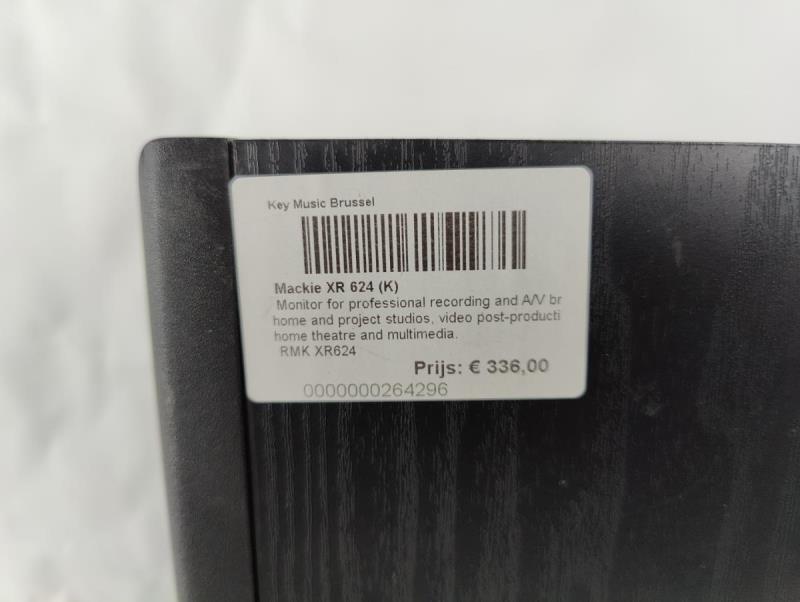 Key Music Brussel
Mackie XR 624 (K)
Monitor for professional recording and A/V br
home and project studios, video post-producti
home theatre and multimedia.
RMK XR624
Prijs: € 336,00
0000000264296